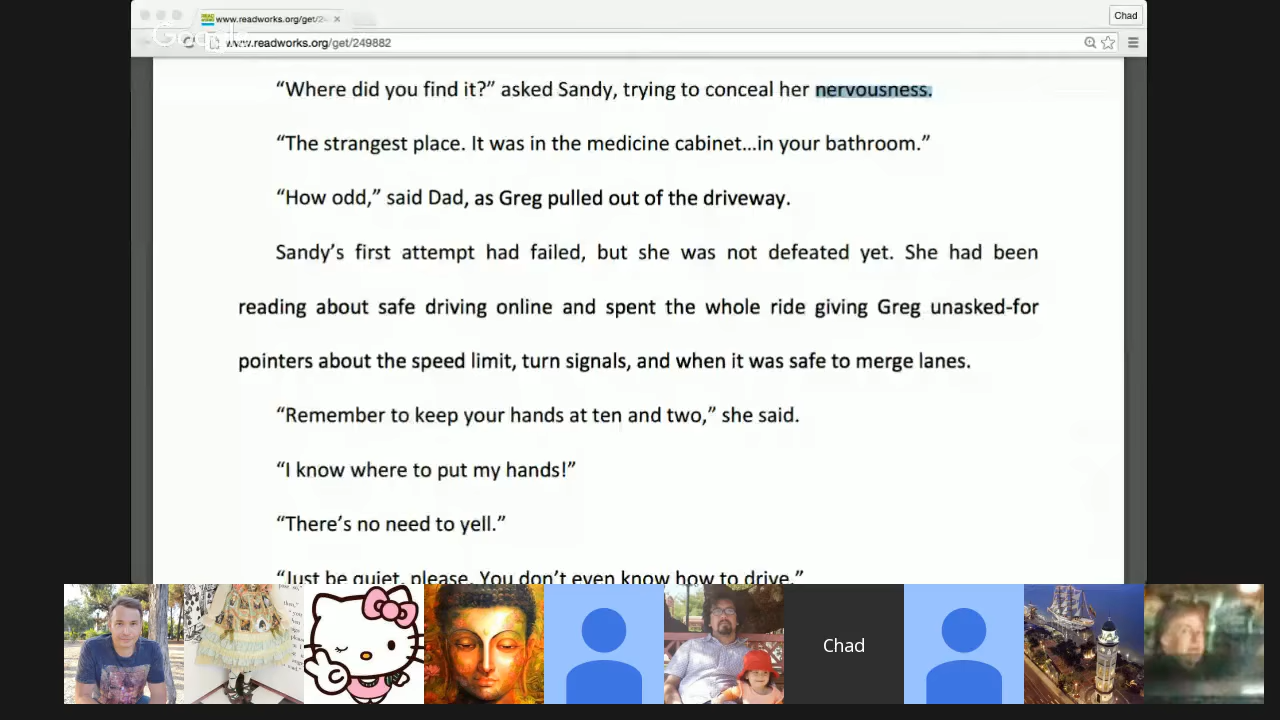 www.readworks.org/get/2
Chad
Google
www.readworks.org/get/249882
“Where did you find it?” asked Sandy, trying to conceal her nervousness.
“The strangest place. It was in the medicine cabinet...in your bathroom.”
“How odd,” said Dad, as Greg pulled out of the driveway.
Sandy’s first attempt had failed, but she was not defeated yet. She had been
reading about safe driving online and spent the whole ride giving Greg unasked-for
pointers about the speed limit, turn signals, and when it was safe to merge lanes.
“Remember to keep your hands at ten and two,” she said.
“I know where to put my hands!”
“There’s no need to yell.”
“Just be quiet, please. You don’t even know how to drive.”
Chad